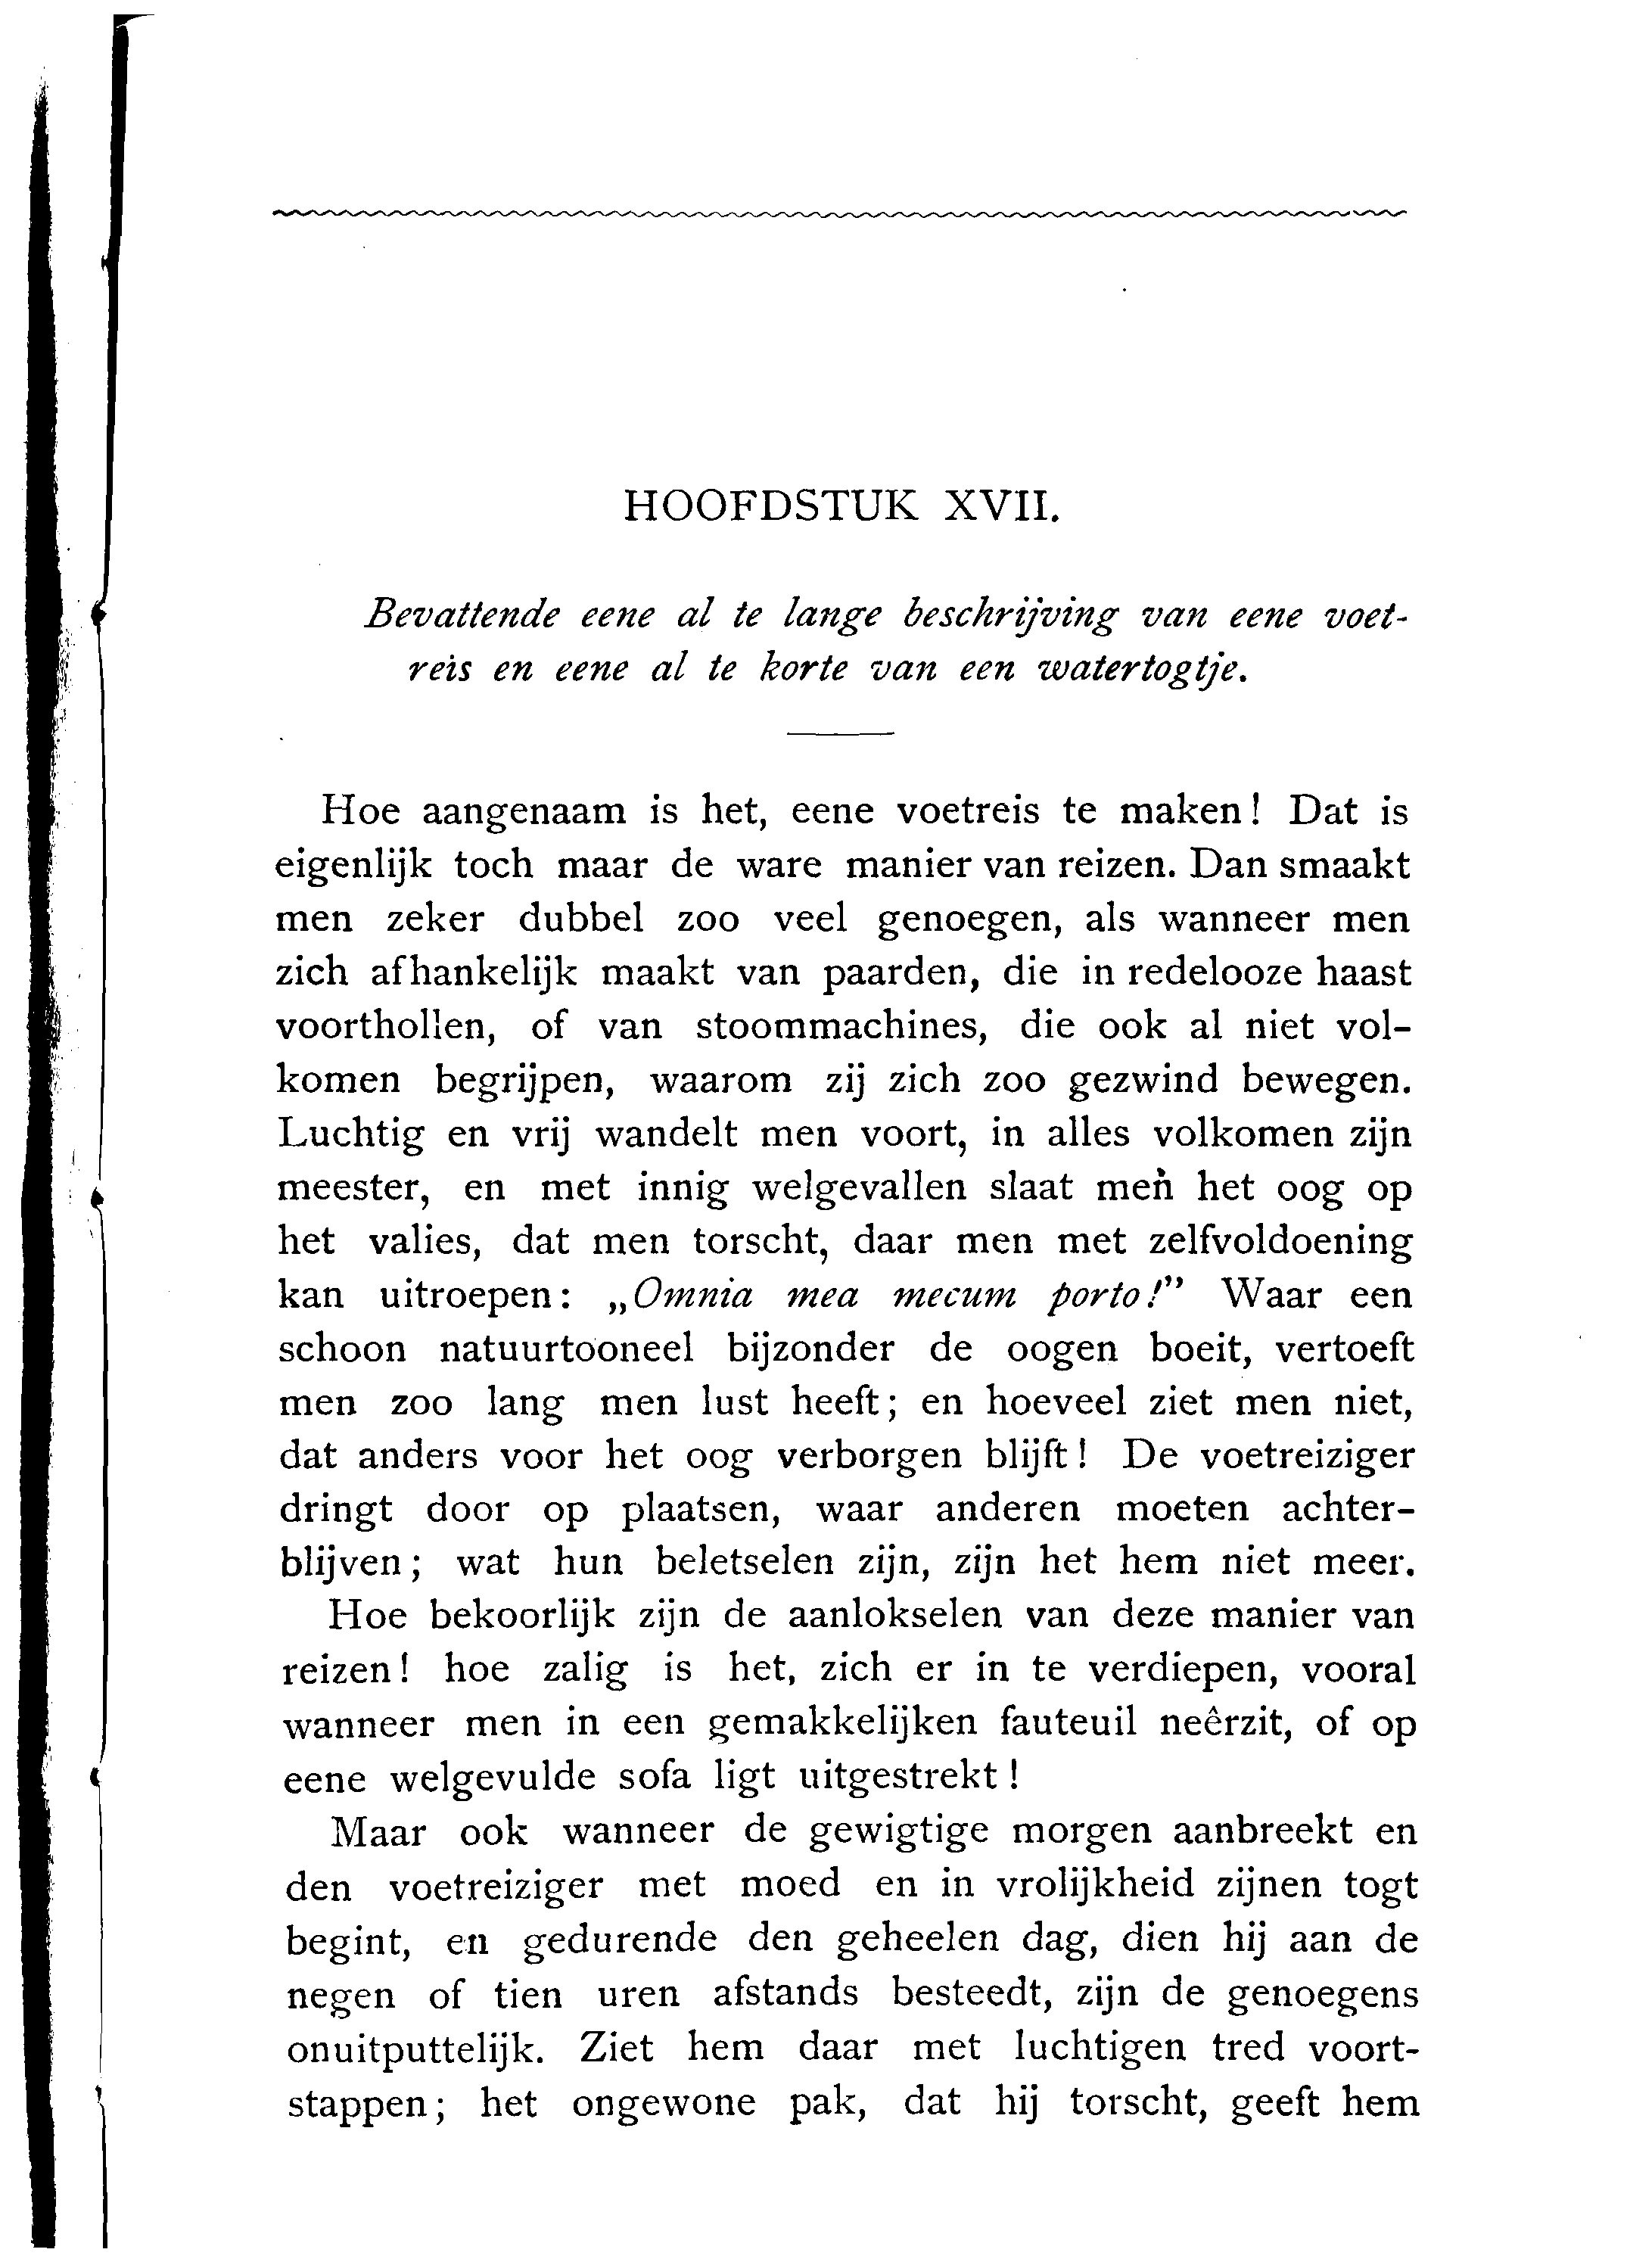 HOOFDSTUK XVII.
Bevattende eene al te lange beschrijving van eene voet-
reis en eene al te korte van een watertogtje.
Hoe aangenaam is het, eene voetreis te maken! Dat is
eigenlijk toch maar de ware manier van reizen. Dan smaakt
men zeker dubbel zoo veel genoegen, als wanneer men
zich afhankelijk maakt van paarden, die in redelooze haast
voorthollen, of van stoommachines, die ook al niet vol-
komen begrijpen, waarom zij zich zoo gezwind bewegen.
Luchtig en vrij wandelt men voort, in alles volkomen zijn
meester, en met innig welgevallen slaat men het oog op
het valies, dat men torscht, daar men met zelfvoldoening
kan uitroepen: „Omnia mea mecum porto!” Waar een
schoon natuurtooneel bijzonder de oogen boeit, vertoeft
men zoo lang men lust heeft; en hoeveel ziet men niet,
dat anders voor het oog verborgen blijft! De voetreiziger
dringt door op plaatsen, waar anderen moeten achter-
blijven; wat hun beletselen zijn, zijn het hem niet meer.
Hoe bekoorlijk zijn de aanlokselen van deze manier van
reizen! hoe zalig is het, zich er in te verdiepen, vooral
wanneer men in een gemakkelijken fauteuil neêrzit, of op
eene welgevulde sofa ligt uitgestrekt!
Maar ook wanneer de gewigtige morgen aanbreekt en
den voetreiziger met moed en in vrolijkheid zijnen togt
begint, en gedurende den geheelen dag, dien hij aan de
negen of tien uren afstands besteedt, zijn de genoegens
onuitputtelijk. Ziet hem daar met luchtigen tred voort-
stappen; het ongewone pak, dat hij torscht, geeft hem